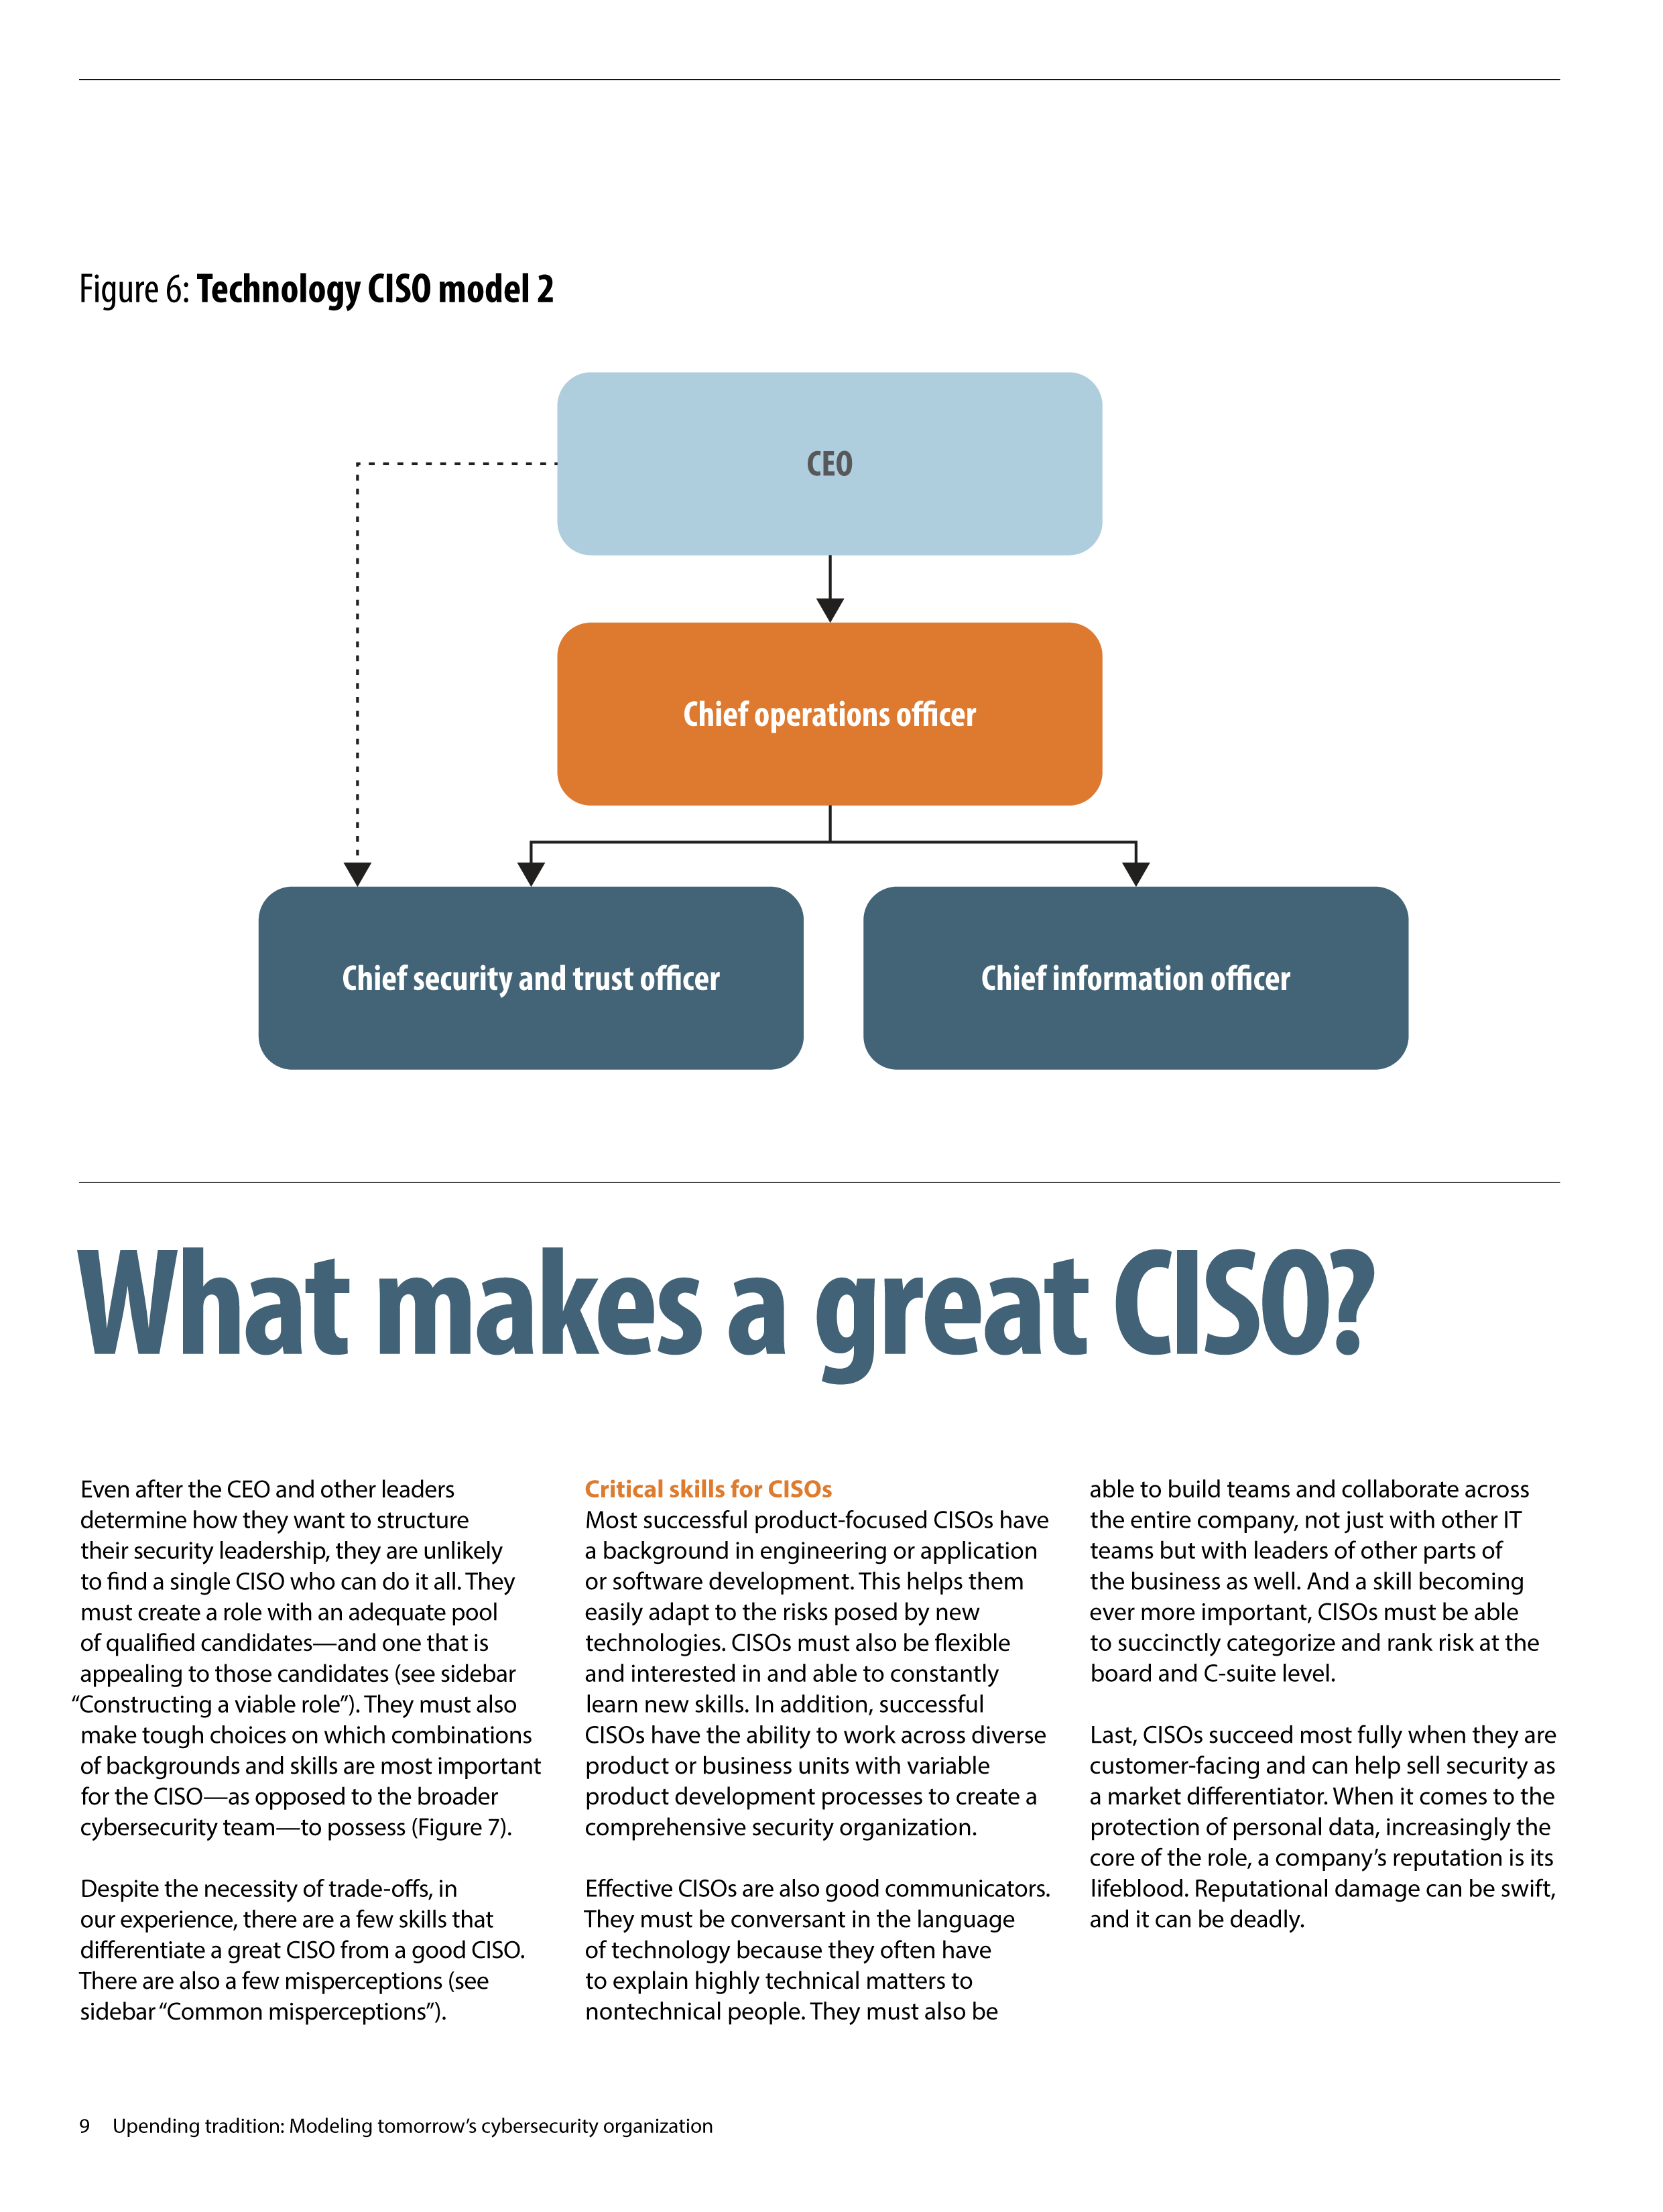 Figure 6: Technology CISO model 2
CEO
Chief operations officer
Chief security and trust officer
Chief information officer
What makes a great CISO?
Even after the CEO and other leaders
determine how they want to structure
their security leadership, they are unlikely
to find a single CISO who can do it all. They
must create a role with an adequate pool
of qualified candidates—and one that is
appealing to those candidates (see sidebar
“Constructing a viable role”). They must also
make tough choices on which combinations
of backgrounds and skills are most important
for the CISO—as opposed to the broader
cybersecurity team—to possess (Figure 7).
Despite the necessity of trade-offs, in
our experience, there are a few skills that
differentiate a great CISO from a good CISO.
There are also a few misperceptions (see
sidebar “Common misperceptions”).
Critical skills for CISOs
Most successful product-focused CISOs have
a background in engineering or application
or software development. This helps them
easily adapt to the risks posed by new
technologies. CISOs must also be flexible
and interested in and able to constantly
learn new skills. In addition, successful
CISOs have the ability to work across diverse
product or business units with variable
product development processes to create a
comprehensive security organization.
Effective CISOs are also good communicators.
They must be conversant in the language
of technology because they often have
to explain highly technical matters to
nontechnical people. They must also be
able to build teams and collaborate across
the entire company, not just with other IT
teams but with leaders of other parts of
the business as well. And a skill becoming
ever more important, CISOs must be able
to succinctly categorize and rank risk at the
board and C-suite level.
Last, CISOs succeed most fully when they are
customer-facing and can help sell security as
a market differentiator. When it comes to the
protection of personal data, increasingly the
core of the role, a company’s reputation is its
lifeblood. Reputational damage can be swift,
and it can be deadly.
9 Upending tradition: Modeling tomorrow’s cybersecurity organization